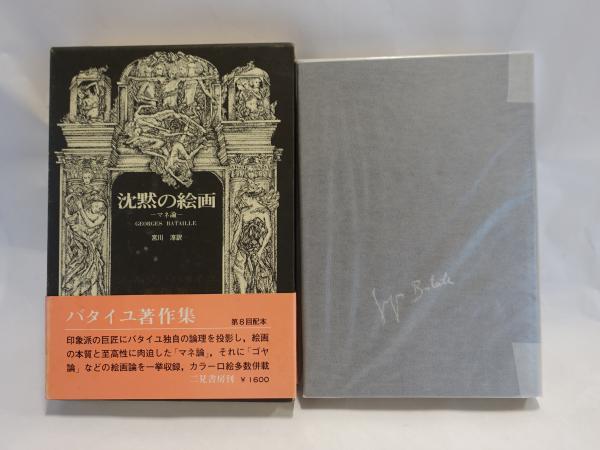 沈黙の絵画
－マネ論－
GEORGES BATAILLE
宮川 淳訳
バタイユ著作集
第8回配本
印象派の巨匠にバタイユ独自の論理を投影し，絵画
の本質と至高性に肉迫した「マネ論」，それに「ゴヤ
論」などの絵画論を一挙収録，カラー口絵多数併載
二見書房刊 ¥1600
Georges Bataille